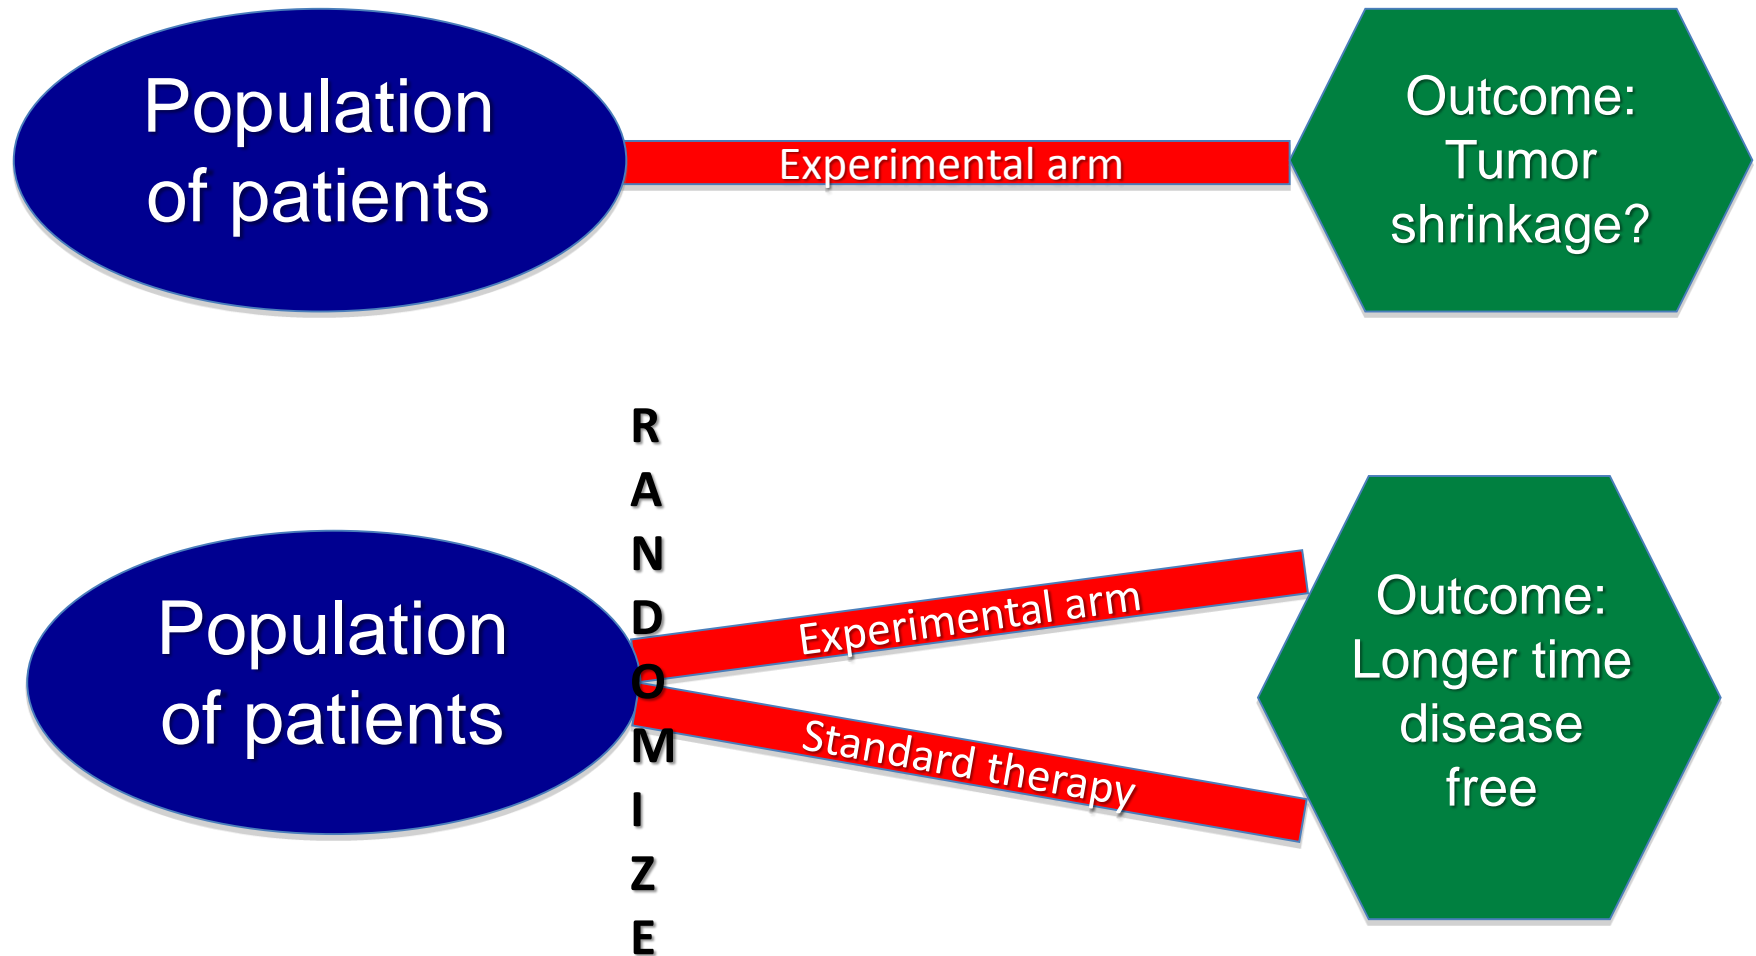 Population
of patients
Experimental arm
Outcome:
Tumor
shrinkage?
R
A
N
D
O
M
I
Z
E
Population
of patients
Experimental arm
Standard therapy
Outcome:
Longer time
disease
free